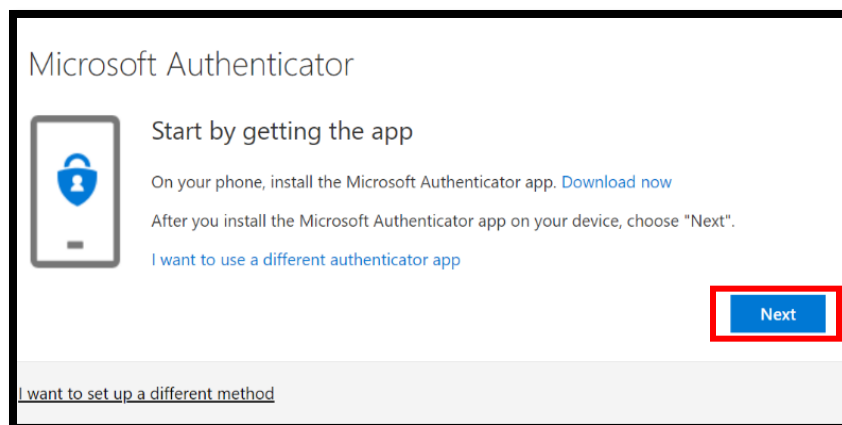 Microsoft Authenticator
Start by getting the app
On your phone, install the Microsoft Authenticator app. Download now
After you install the Microsoft Authenticator app on your device, choose "Next".
I want to use a different authenticator app
Next
I want to set up a different method